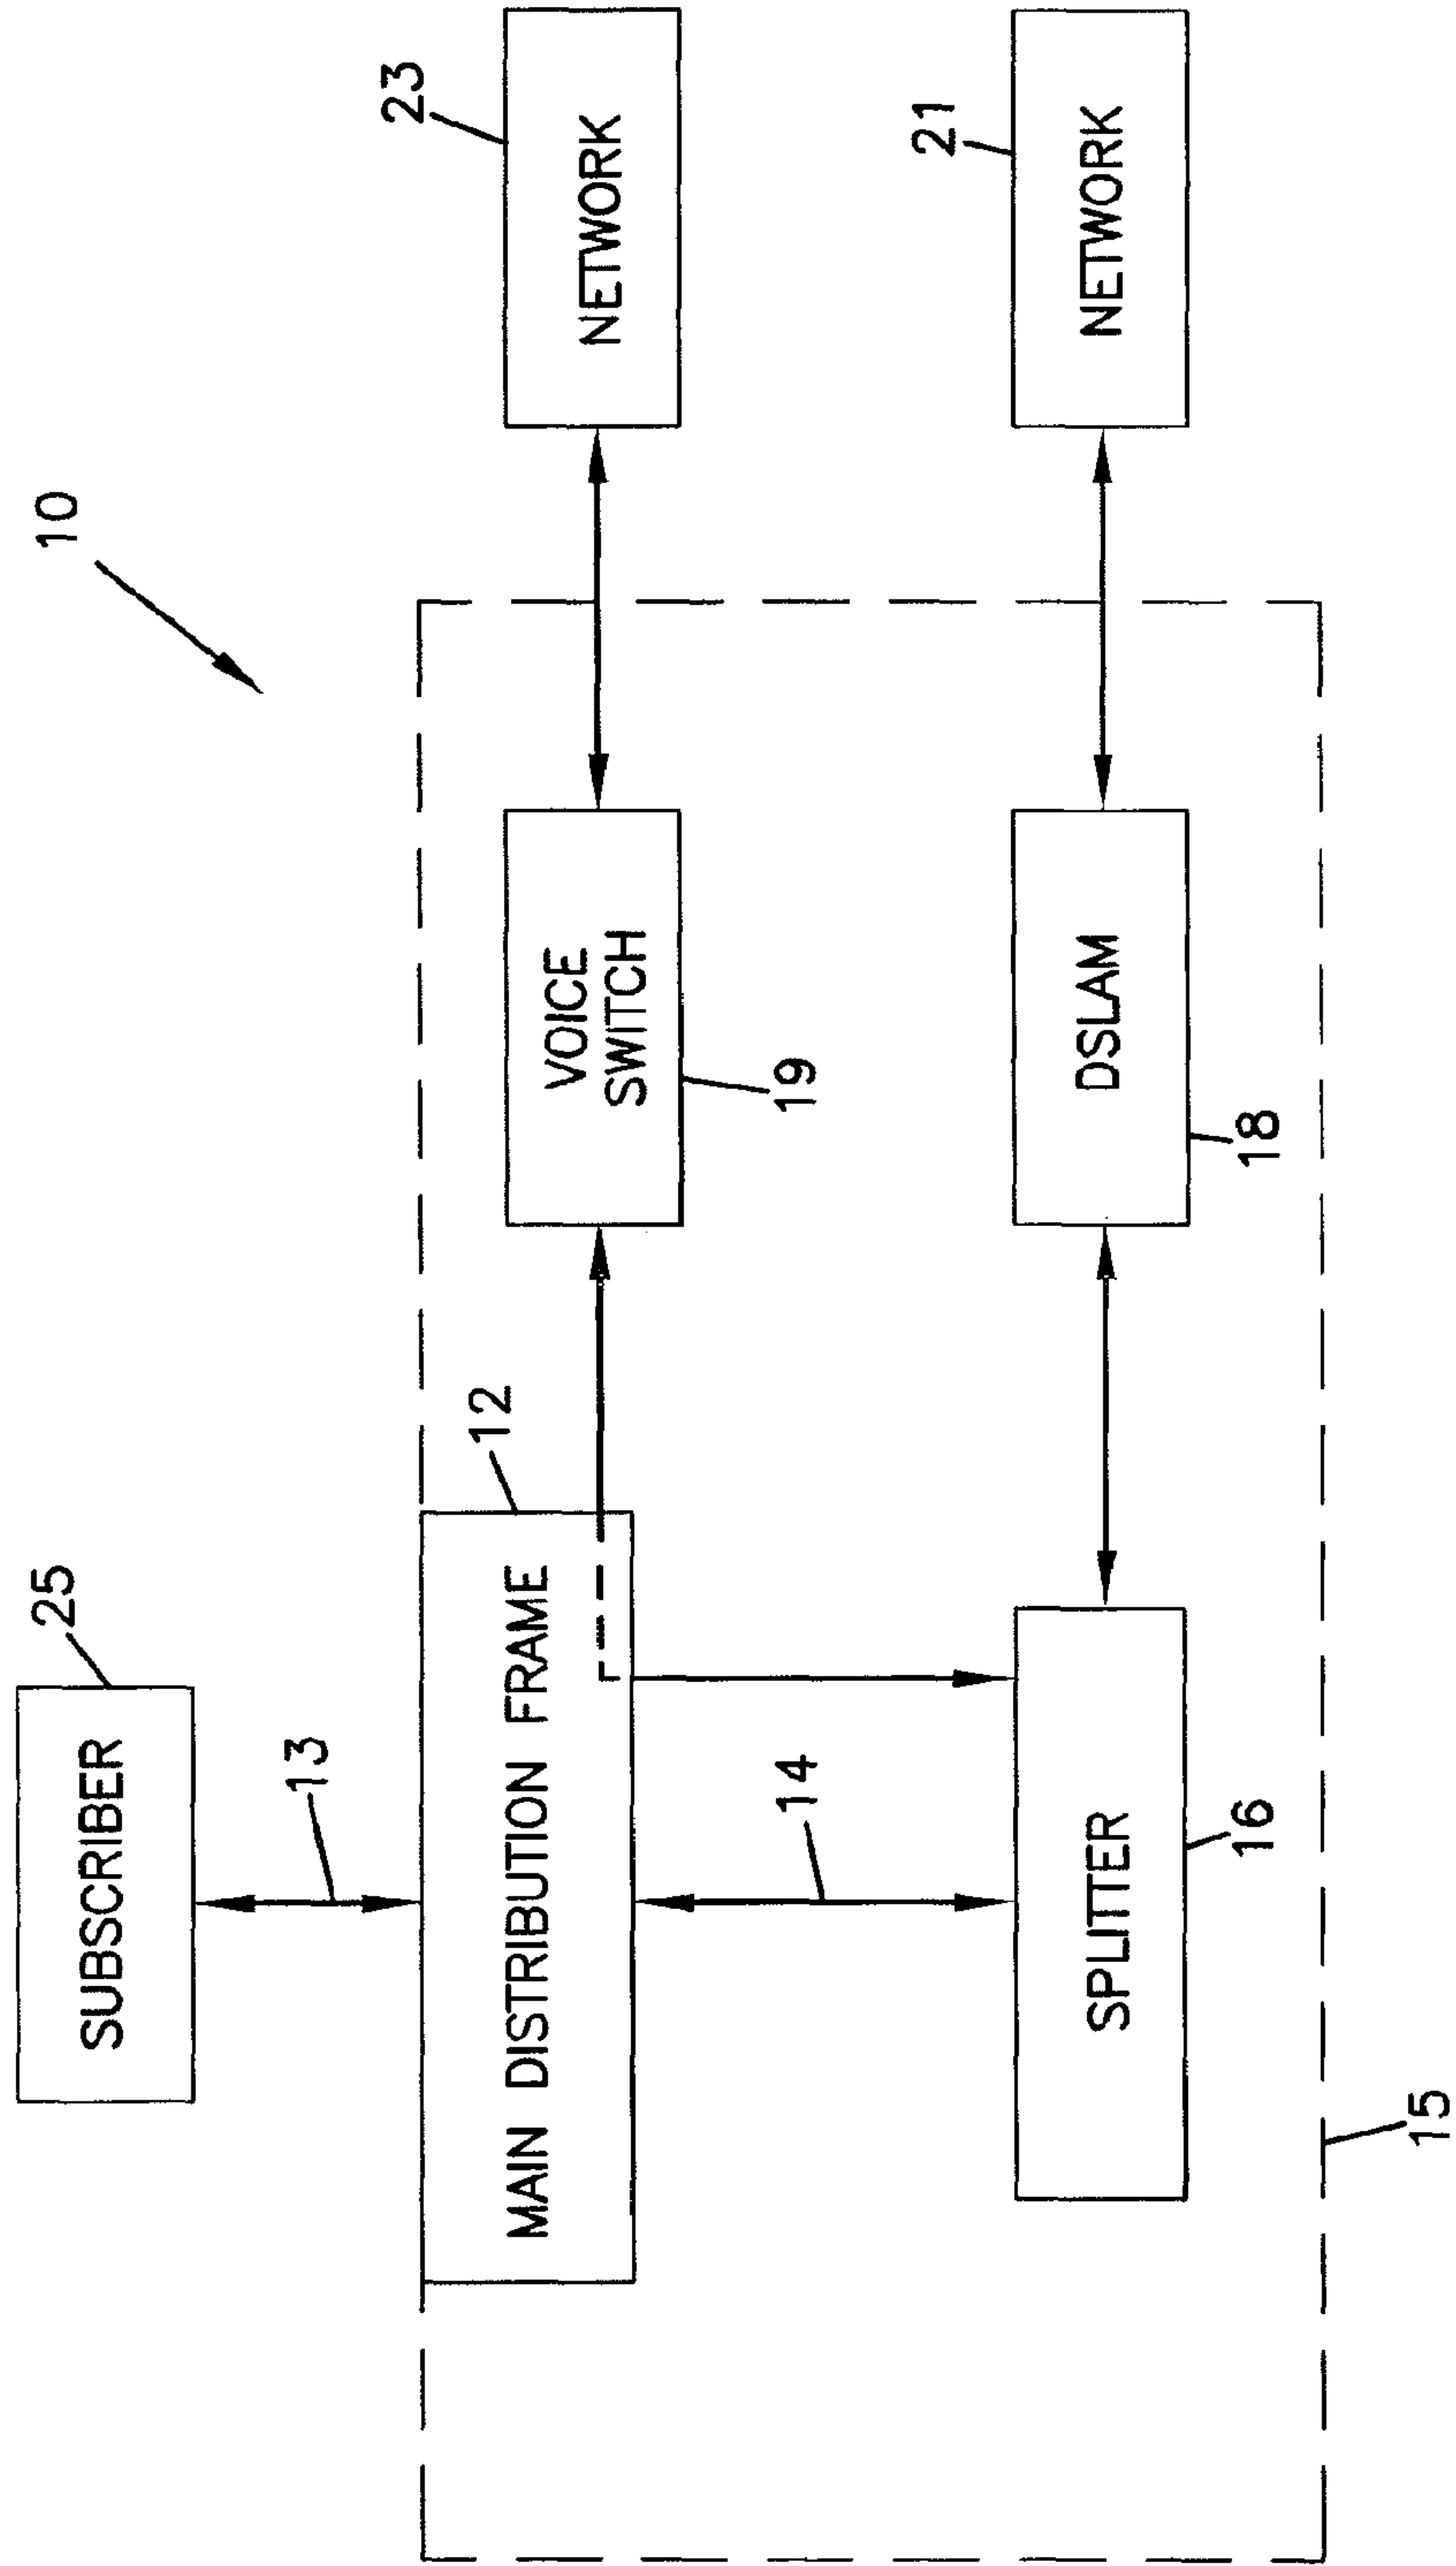 10
SUBSCRIBER
25
13
MAIN DISTRIBUTION FRAME
12
VOICE
SWITCH
19
NETWORK
23
14
SPLITTER
16
DSLAM
18
NETWORK
21
15